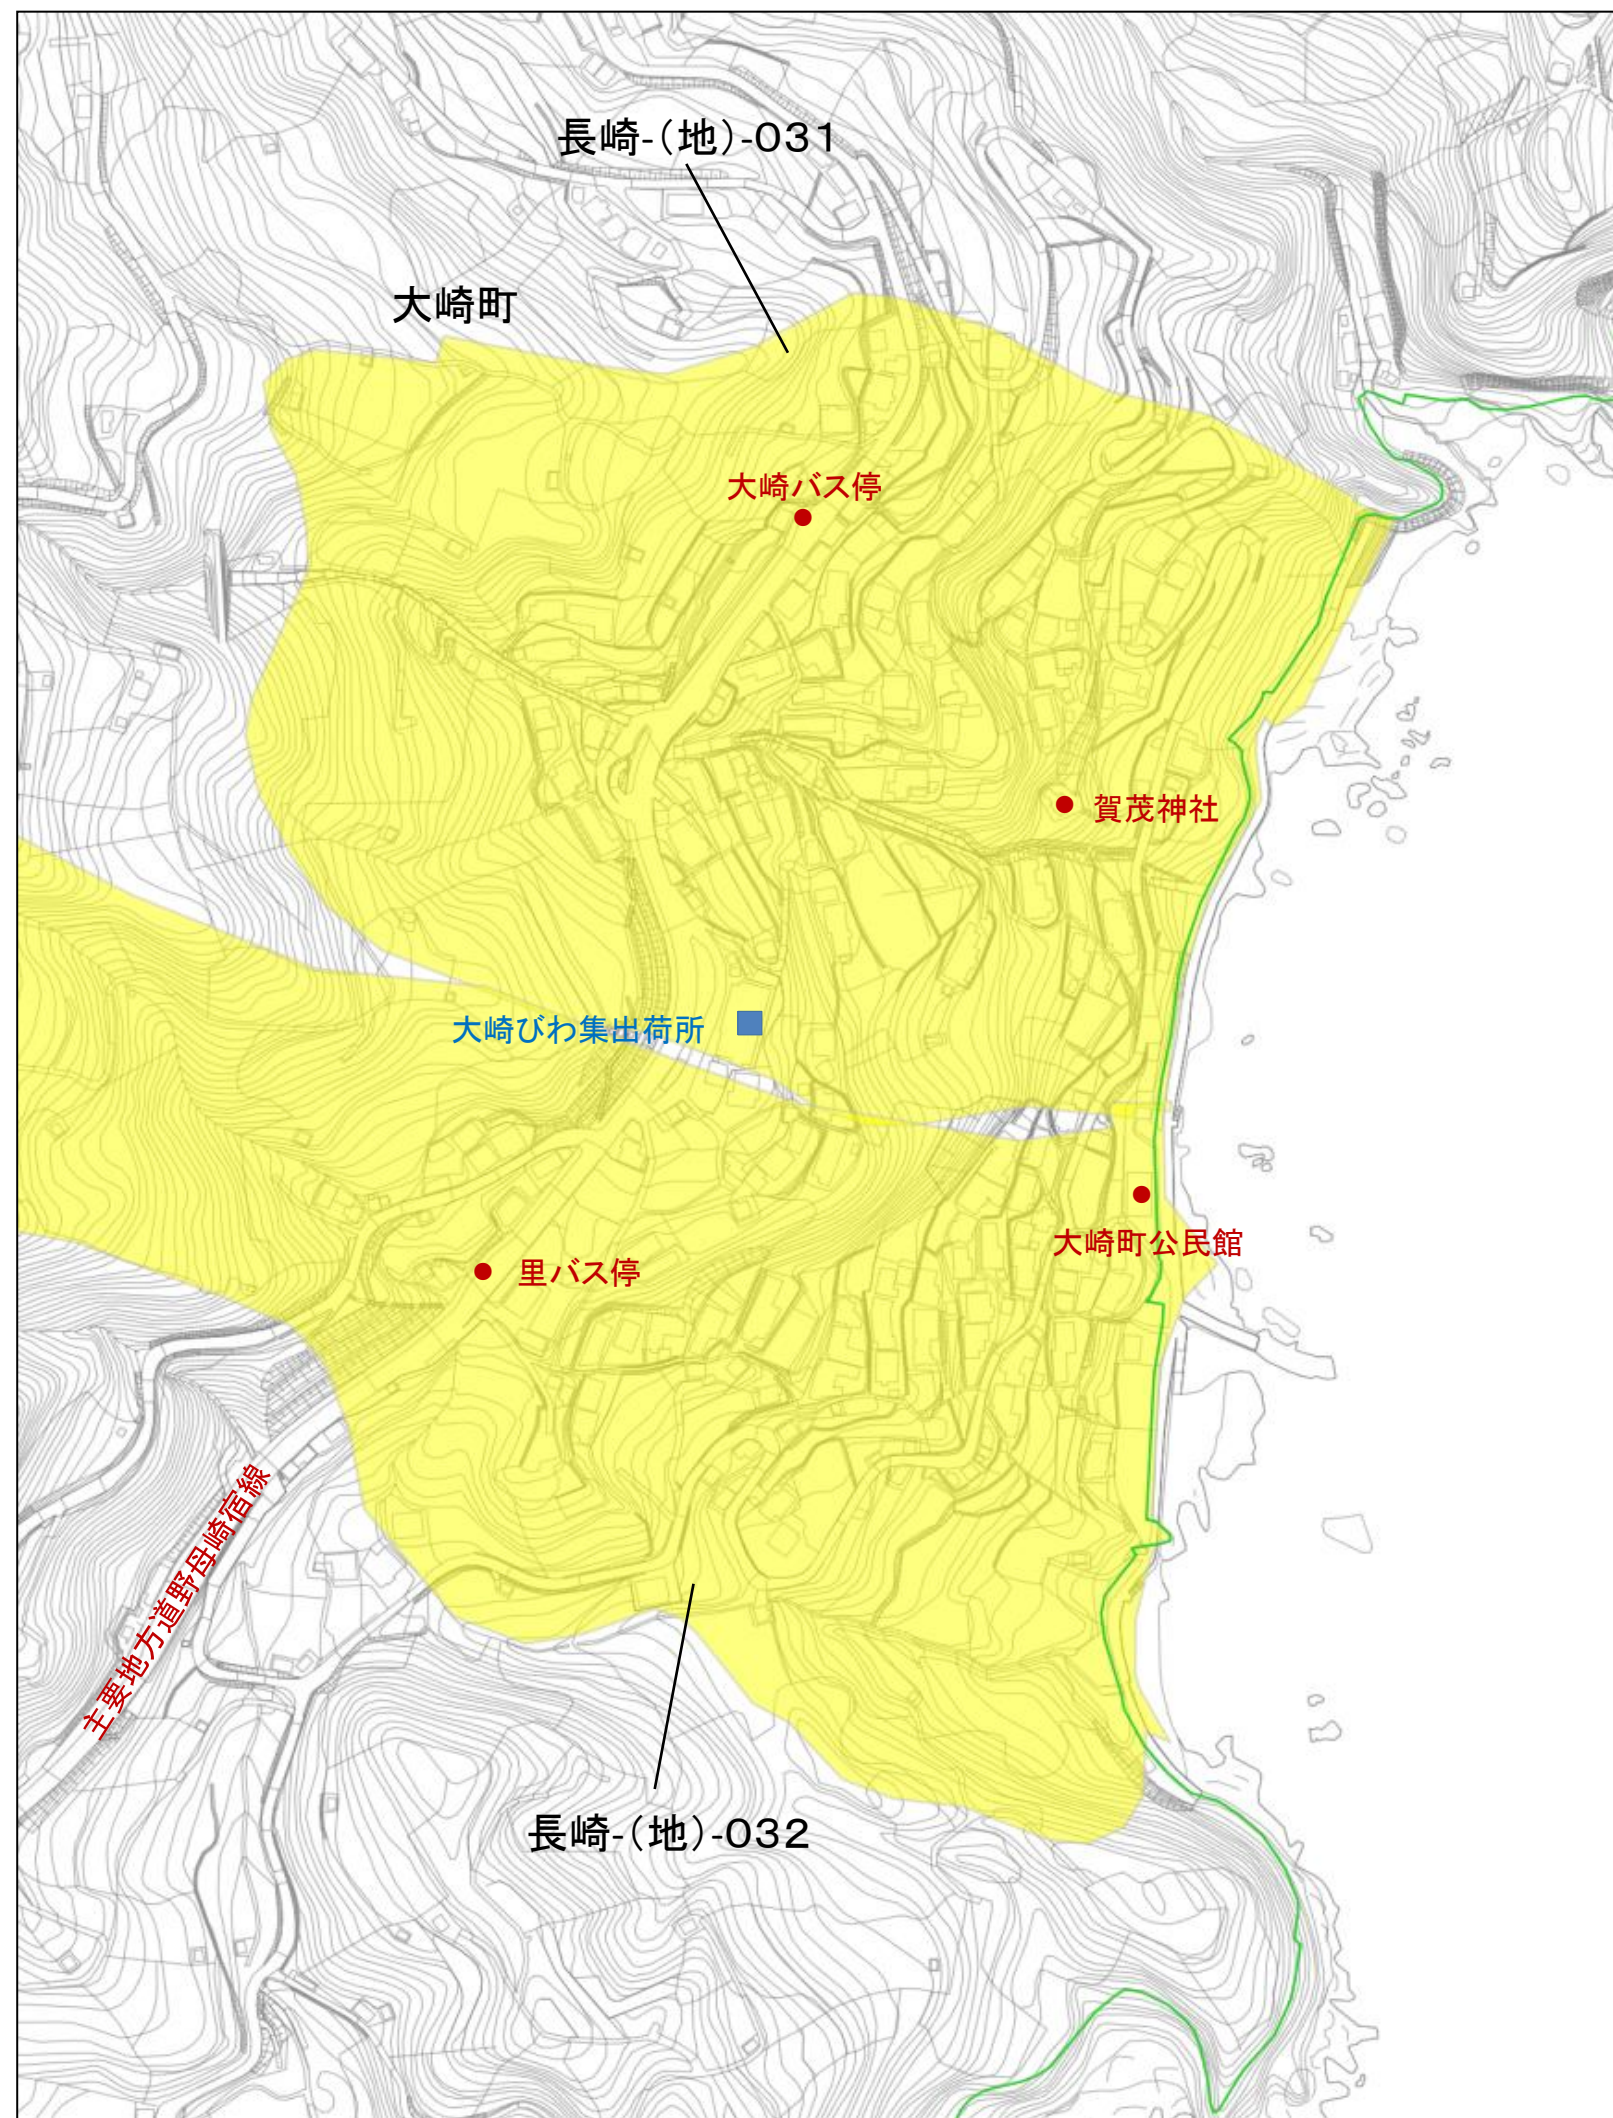 長崎-(地)-031
大崎町
大崎バス停
賀茂神社
大崎びわ集出荷所
大崎町公民館
里バス停
主要地方道野母崎宿線
長崎-(地)-032